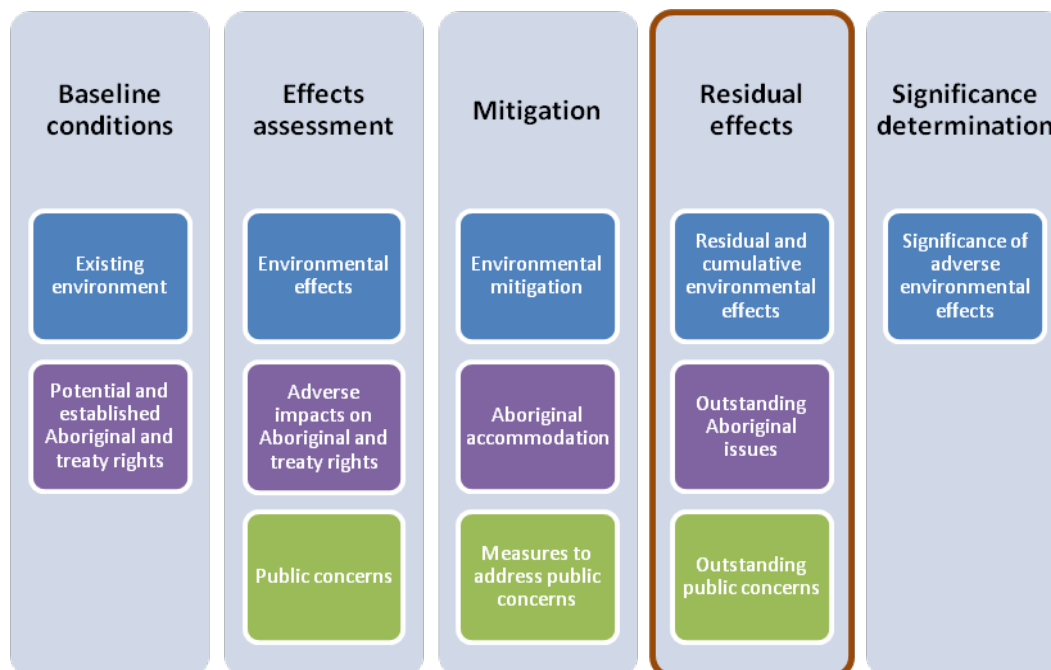 Baseline
conditions
Existing
environment
Potential and
established
Aboriginal and
treaty rights
Effects
assessment
Environmental
effects
Adverse
impacts on
Aboriginal and
treaty rights
Public concerns
Mitigation
Environmental
mitigation
Aboriginal
accommodation
Measures to
address public
concerns
Residual
effects
Residual and
cumulative
environmental
effects
Outstanding
Aboriginal
issues
Outstanding
public concerns
Significance
determination
Significance of
adverse
environmental
effects